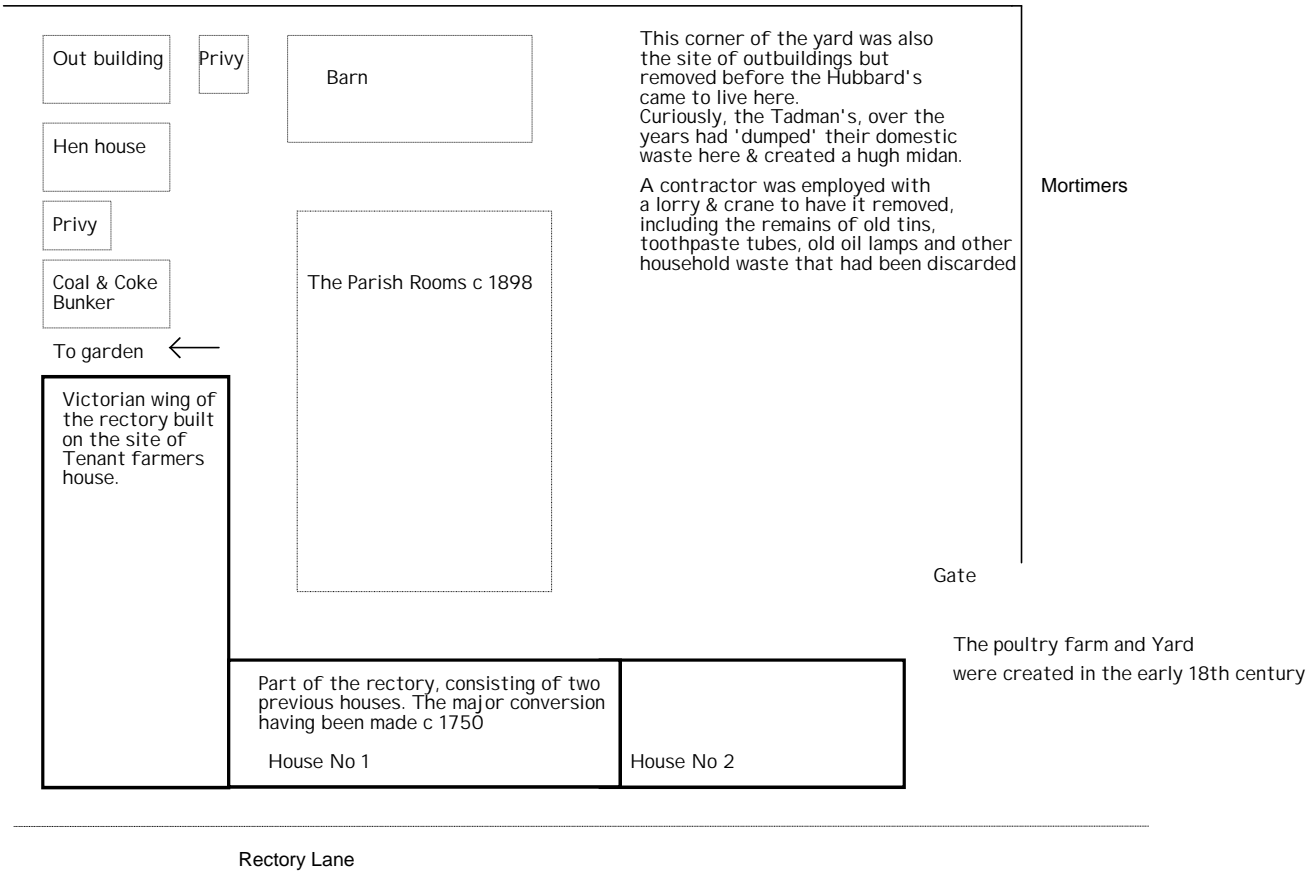 Out building
Privy
Barn
This corner of the yard was also
the site of outbuildings but
removed before the Hubbard's
came to live here.
Curiously, the Tadman's, over the
years had 'dumped' their domestic
waste here & created a hugh midan.
A contractor was employed with
a lorry & crane to have it removed,
including the remains of old tins,
toothpaste tubes, old oil lamps and other
household waste that had been discarded
Mortimers
Hen house
Privy
Coal & Coke
Bunker
The Parish Rooms c 1898
To garden
Victorian wing of
the rectory built
on the site of
Tenant farmers
house.
Gate
The poultry farm and Yard
were created in the early 18th century
Part of the rectory, consisting of two
previous houses. The major conversion
having been made c 1750
House No 1
House No 2
Rectory Lane